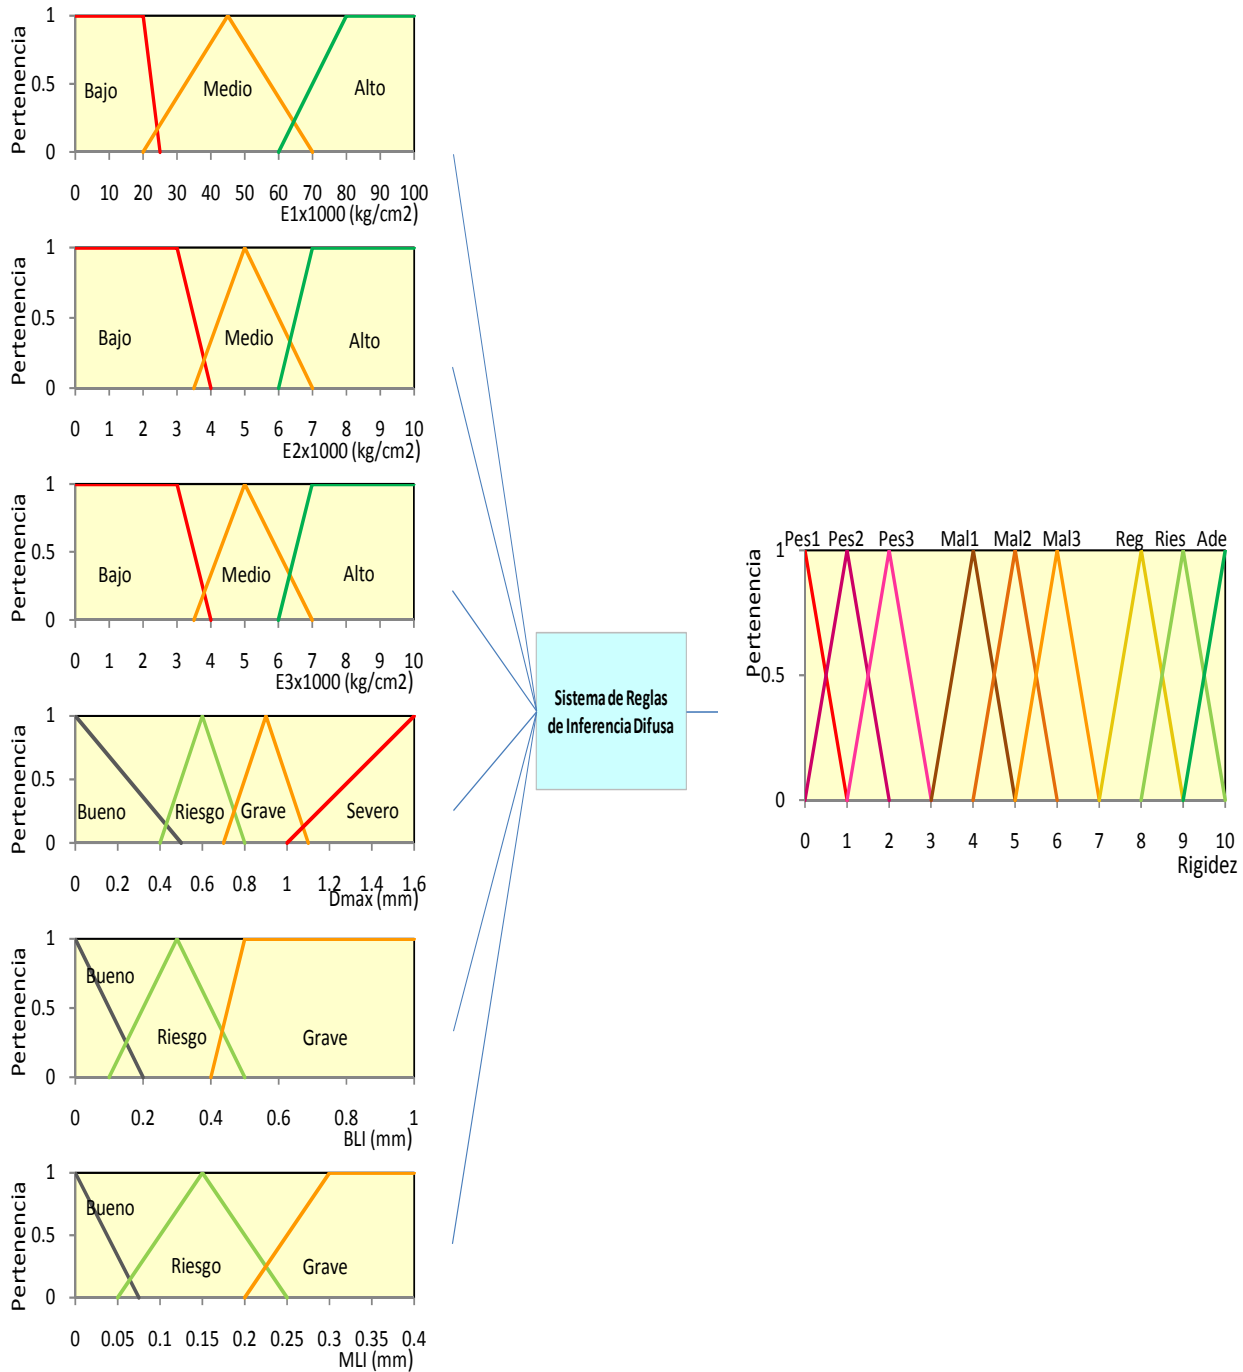 Pertenencia
1
0.5
0
Bajo
Medio
Alto
0 10 20 30 40 50 60 70 80 90 100
E1x1000 (kg/cm2)
Pertenencia
1
0.5
0
Bajo
Medio
Alto
0 1 2 3 4 5 6 7 8 9 10
E2x1000 (kg/cm2)
Pertenencia
1
0.5
0
Bajo
Medio
Alto
0 1 2 3 4 5 6 7 8 9 10
E3x1000 (kg/cm2)
Pertenencia
1
0.5
0
Bueno
Riesgo
Grave
Severo
0 0.2 0.4 0.6 0.8 1 1.2 1.4 1.6
Dmax (mm)
Pertenencia
1
0.5
0
Bueno
Riesgo
Grave
0 0.2 0.4 0.6 0.8 1
BLI (mm)
Pertenencia
1
0.5
0
Bueno
Riesgo
Grave
0 0.05 0.1 0.15 0.2 0.25 0.3 0.35 0.4
MLI (mm)
Sistema de Reglas
de Inferencia Difusa
Pes1 Pes2 Pes3 Mal1 Mal2 Mal3 Reg Ries Ade
Pertenencia
1
0.5
0
0 1 2 3 4 5 6 7 8 9 10
Rigidez